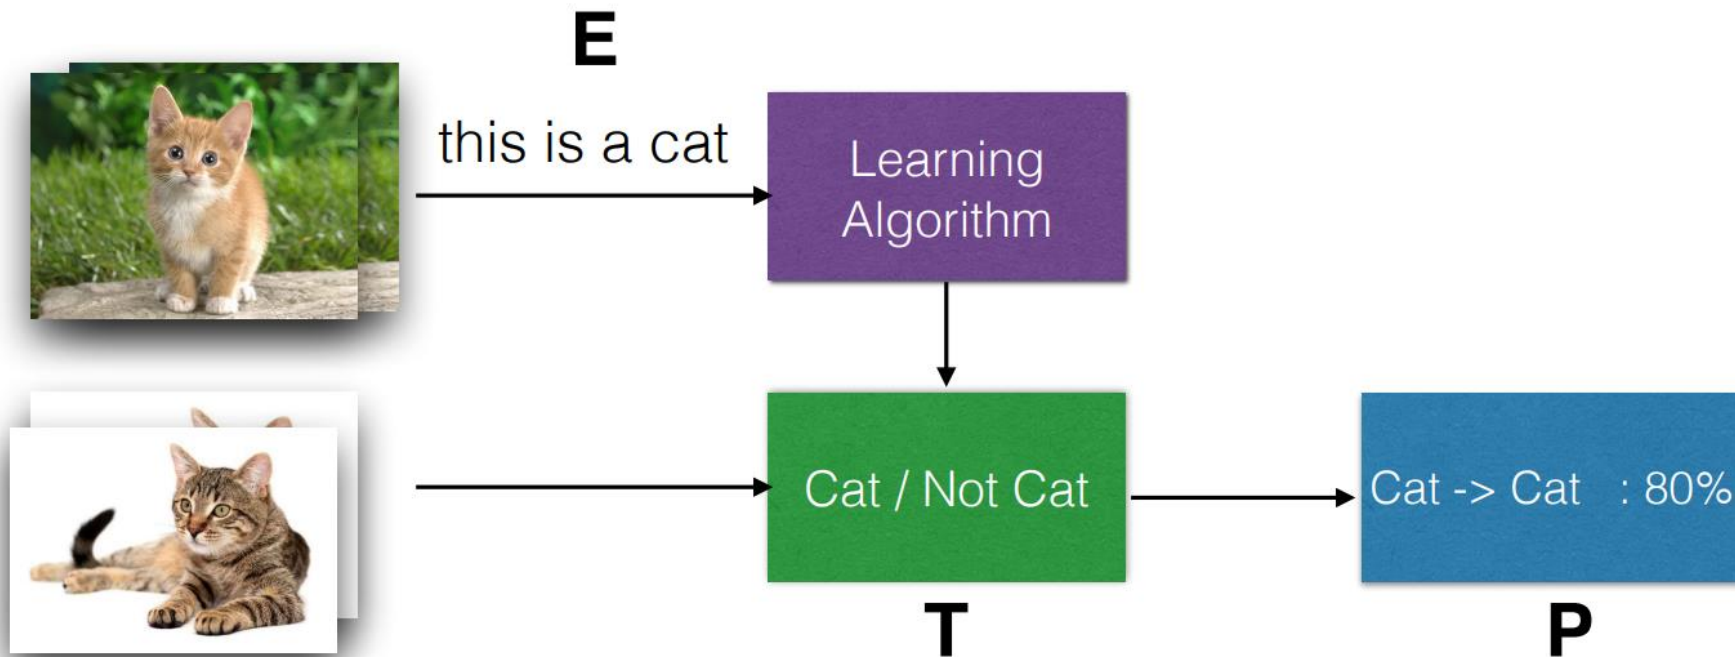 E
this is a cat
Learning
Algorithm
Cat / Not Cat
Cat -> Cat : 80%
T
P